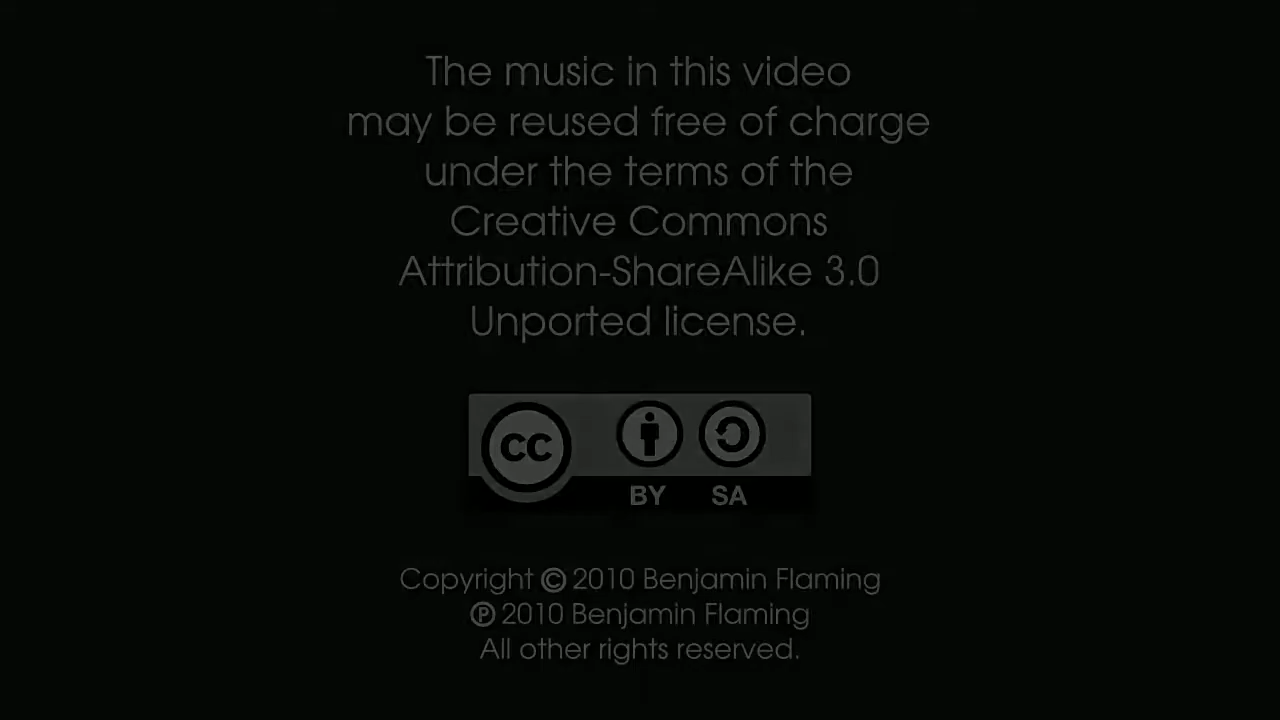 The music in this video
may be reused free of charge
under the terms of the
Creative Commons
Attribution-ShareAlike 3.0
Unported license.
cc
BY SA
Copyright © 2010 Benjamin Flaming
℗ 2010 Benjamin Flaming
All other rights reserved.